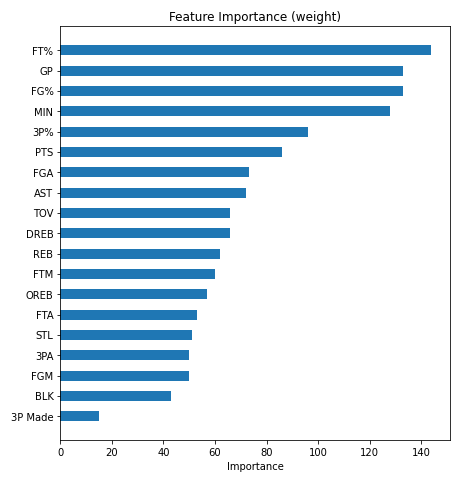 Feature Importance (weight)
FT%
GP
FG%
MIN
3P%
PTS
FGA
AST
TOV
DREB
REB
FTM
OREB
FTA
STL
3PA
FGM
BLK
3P Made
0 20 40 60 80 100 120 140
Importance